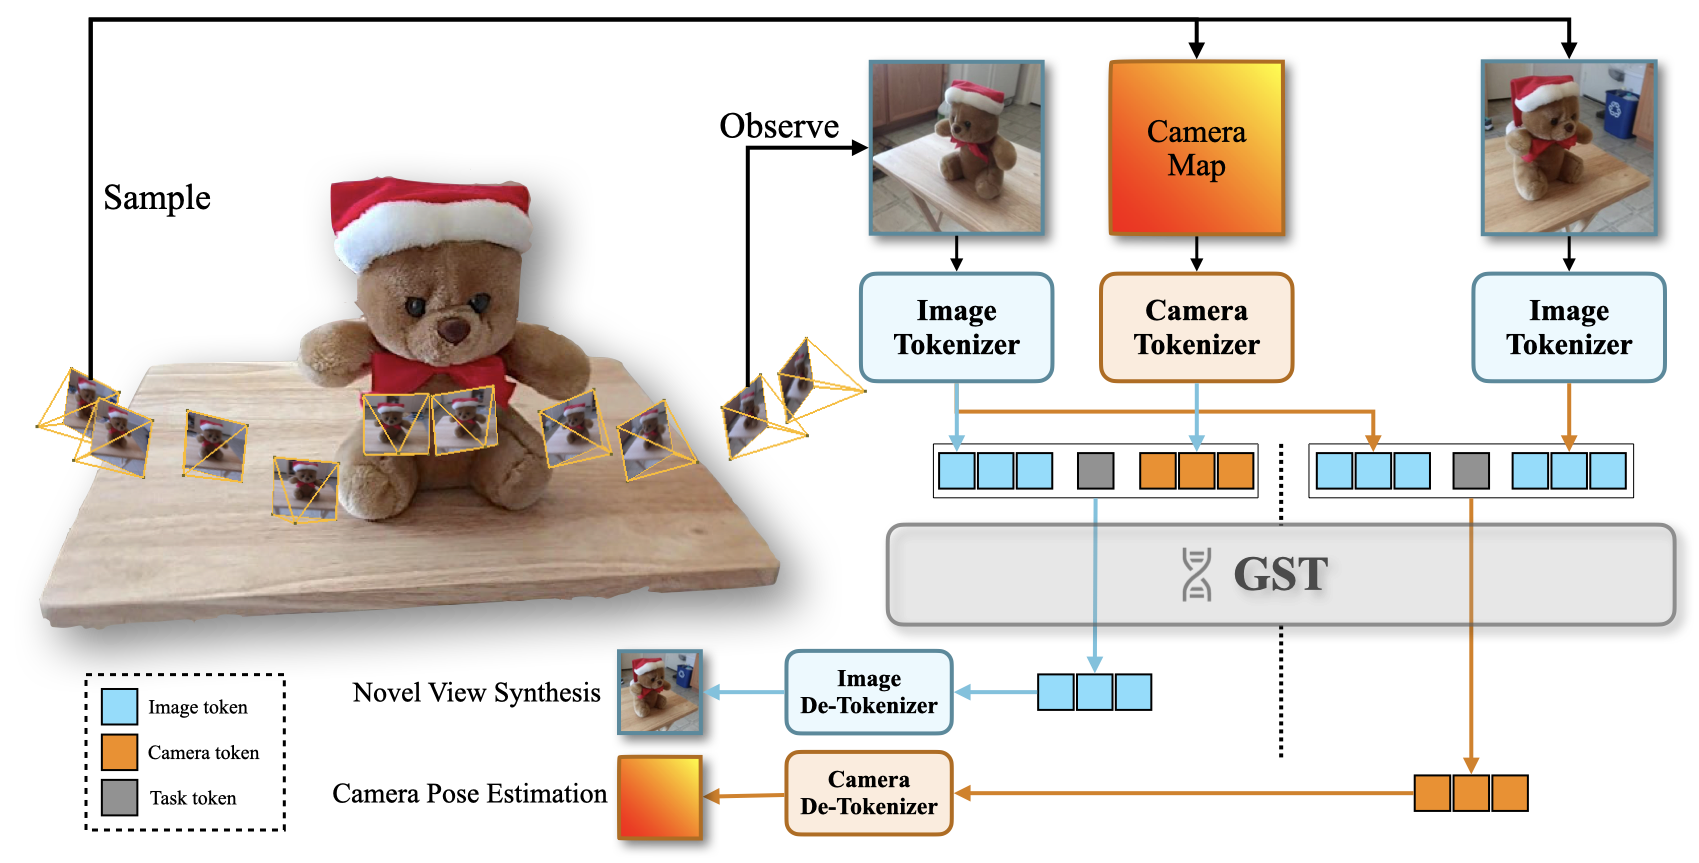 Sample
Observe
Camera
Map
Image
Tokenizer
Camera
Tokenizer
Image
Tokenizer
GST
Novel View Synthesis
Image
De-Tokenizer
Camera Pose Estimation
Camera
De-Tokenizer
Image token
Camera token
Task token